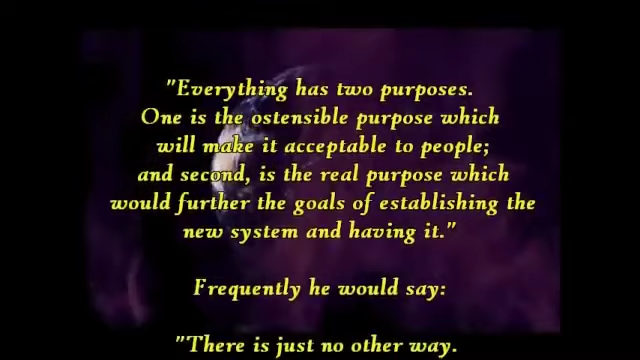 "Everything has two purposes.
One is the ostensible purpose which
will make it acceptable to people;
and second, is the real purpose which
would further the goals of establishing the
new system and having it."
Frequently he would say:
"There is just no other way.